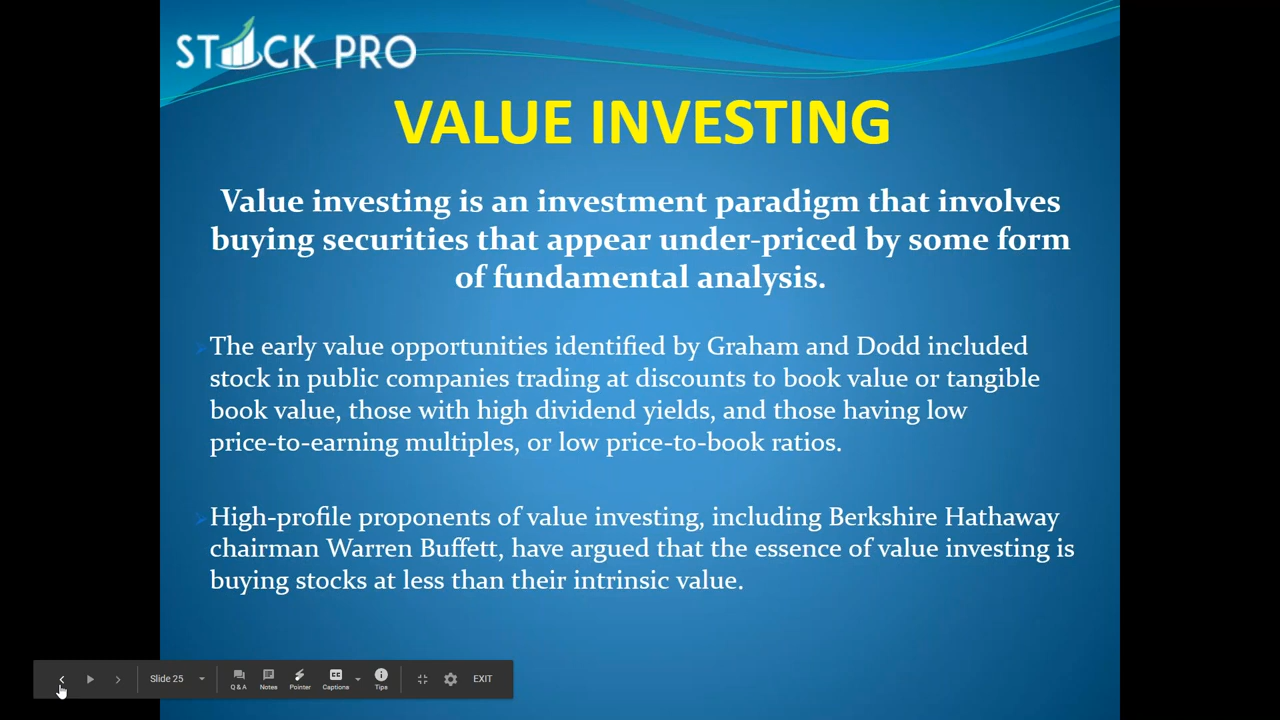 STOCK PRO
VALUE INVESTING
Value investing is an investment paradigm that involves
buying securities that appear under-priced by some form
of fundamental analysis.
The early value opportunities identified by Graham and Dodd included
stock in public companies trading at discounts to book value or tangible
book value, those with high dividend yields, and those having low
price-to-earning multiples, or low price-to-book ratios.
High-profile proponents of value investing, including Berkshire Hathaway
chairman Warren Buffett, have argued that the essence of value investing is
buying stocks at less than their intrinsic value.
Slide 25 Q & A Notes Pointer CC Captions Tips EXIT